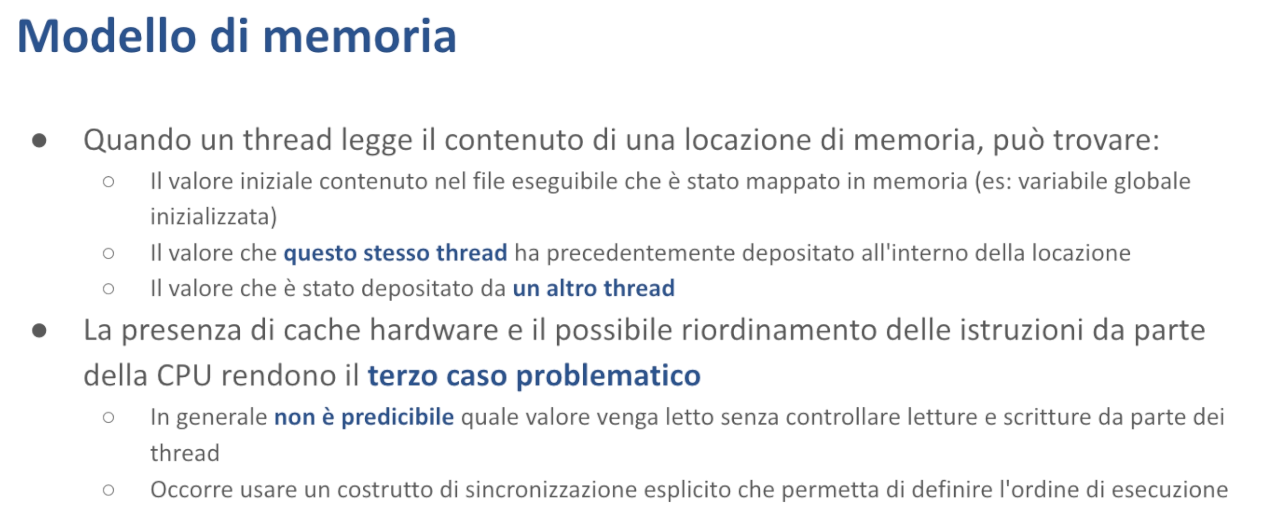 Modello di memoria
● Quando un thread legge il contenuto di una locazione di memoria, può trovare:
○ Il valore iniziale contenuto nel file eseguibile che è stato mappato in memoria (es: variabile globale
inizializzata)
○ Il valore che questo stesso thread ha precedentemente depositato all'interno della locazione
○ Il valore che è stato depositato da un altro thread
● La presenza di cache hardware e il possibile riordinamento delle istruzioni da parte
della CPU rendono il terzo caso problematico
○ In generale non è predicibile quale valore venga letto senza controllare letture e scritture da parte dei
thread
○ Occorre usare un costrutto di sincronizzazione esplicito che permetta di definire l'ordine di esecuzione